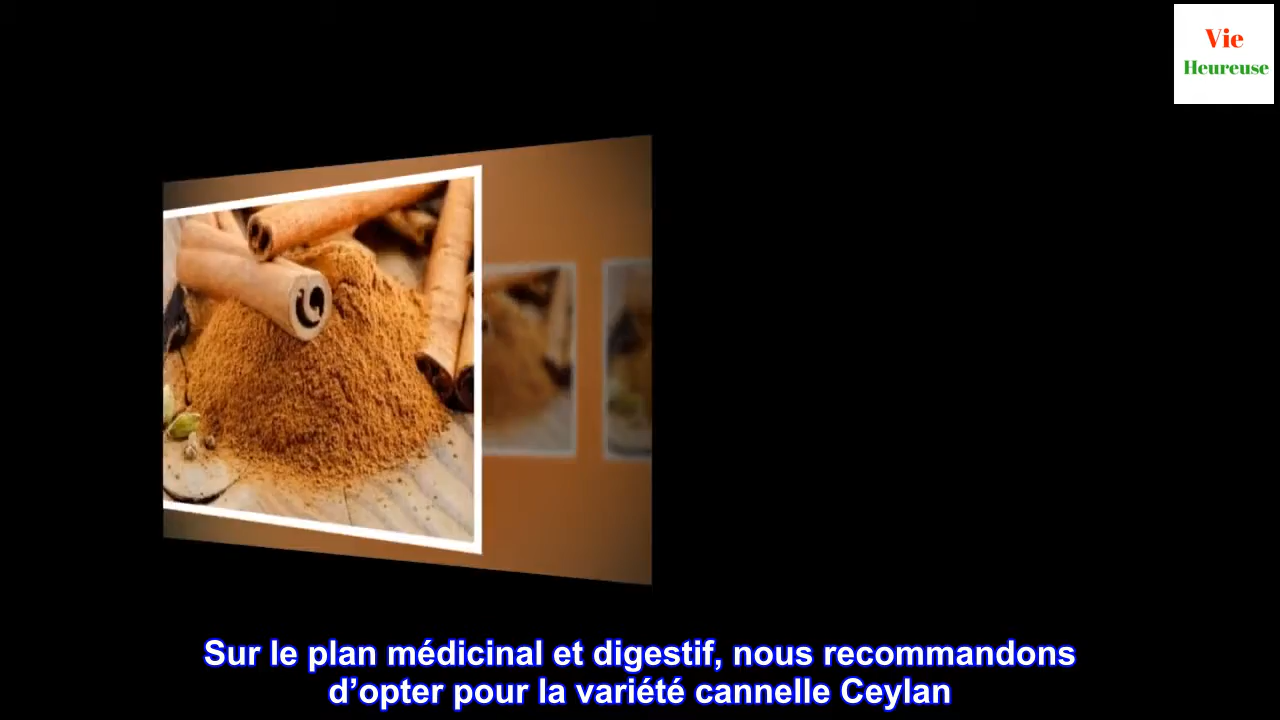 Vie
Heureuse
Sur le plan médicinal et digestif, nous recommandons
d’opter pour la variété cannelle Ceylan